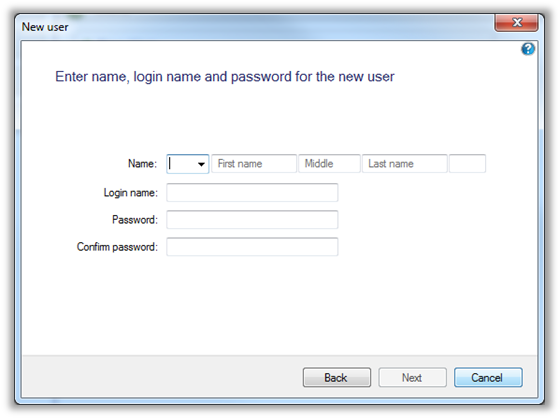 New user
Enter name, login name and password for the new user
Name: First name Middle Last name
Login name:
Password:
Confirm password:
Back Next Cancel